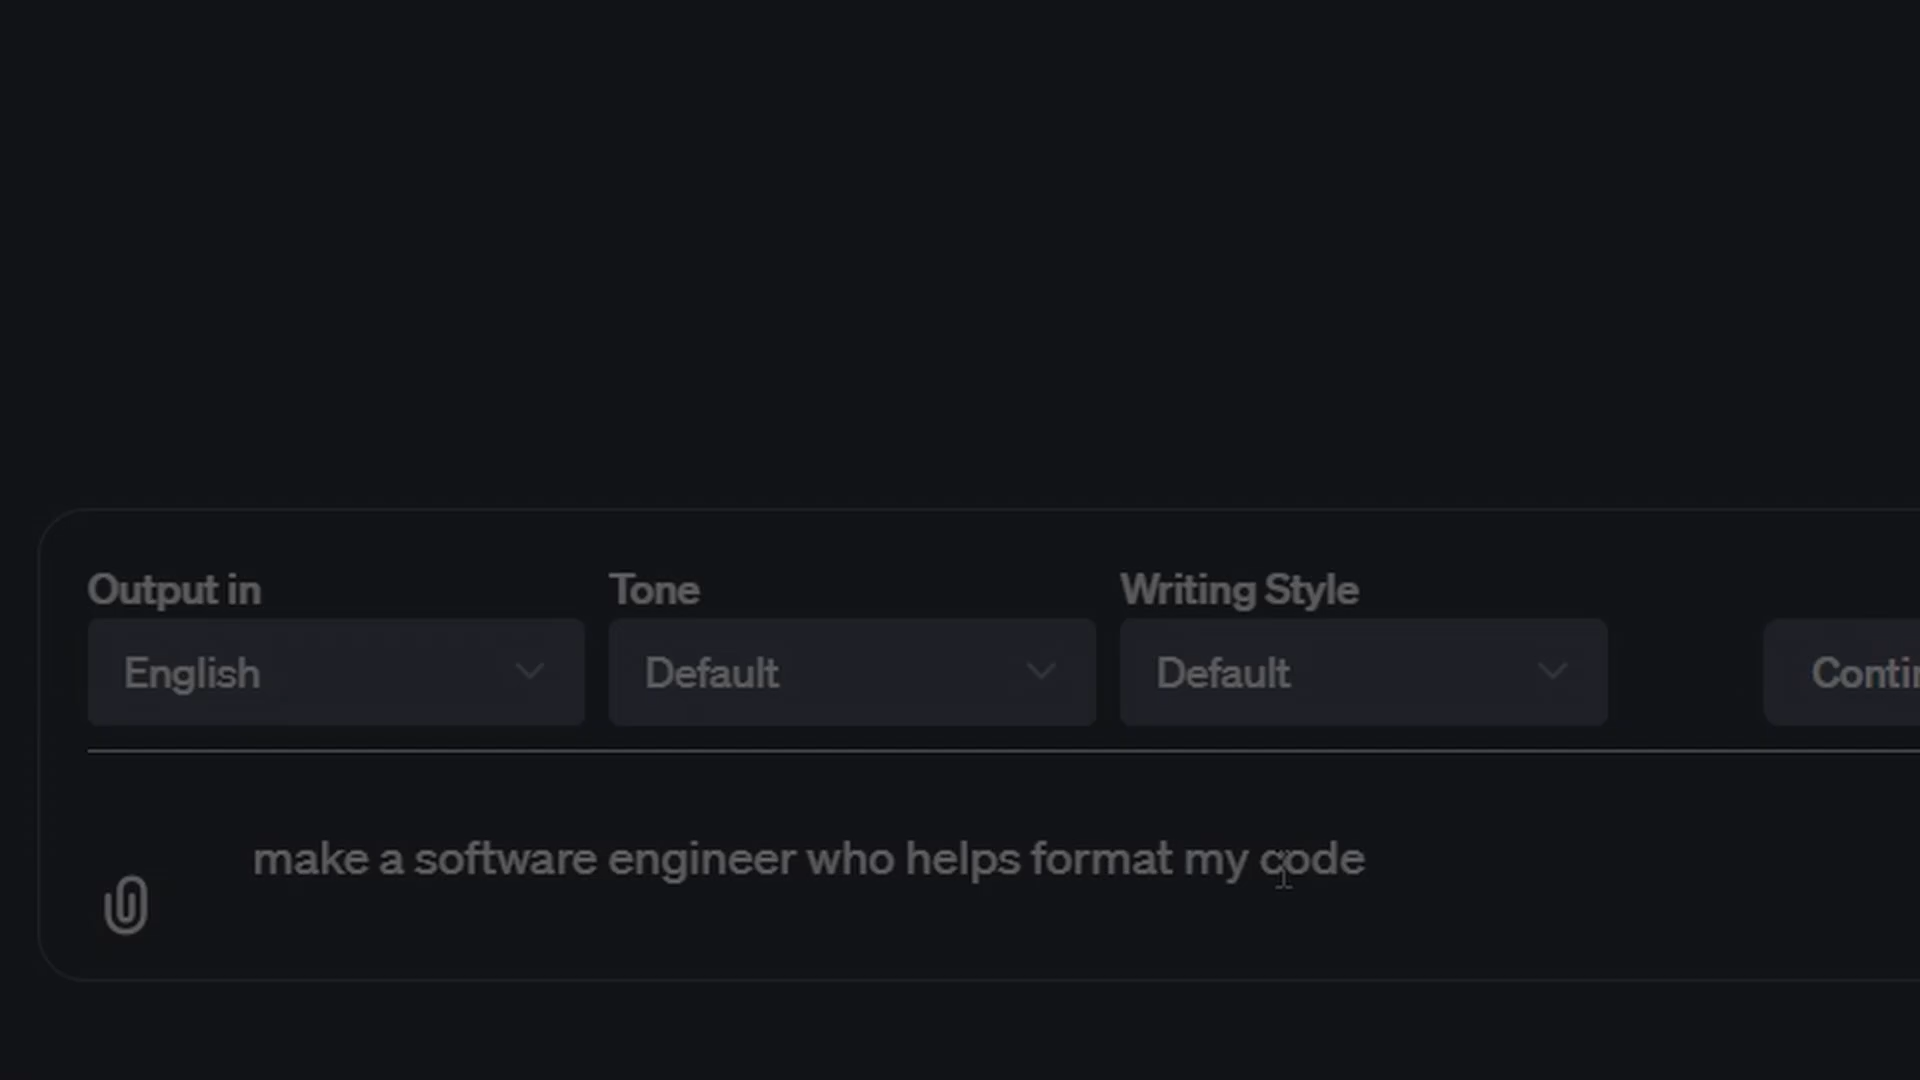 Output in
Tone
Writing Style
English
Default
Default
make a software engineer who helps format my code